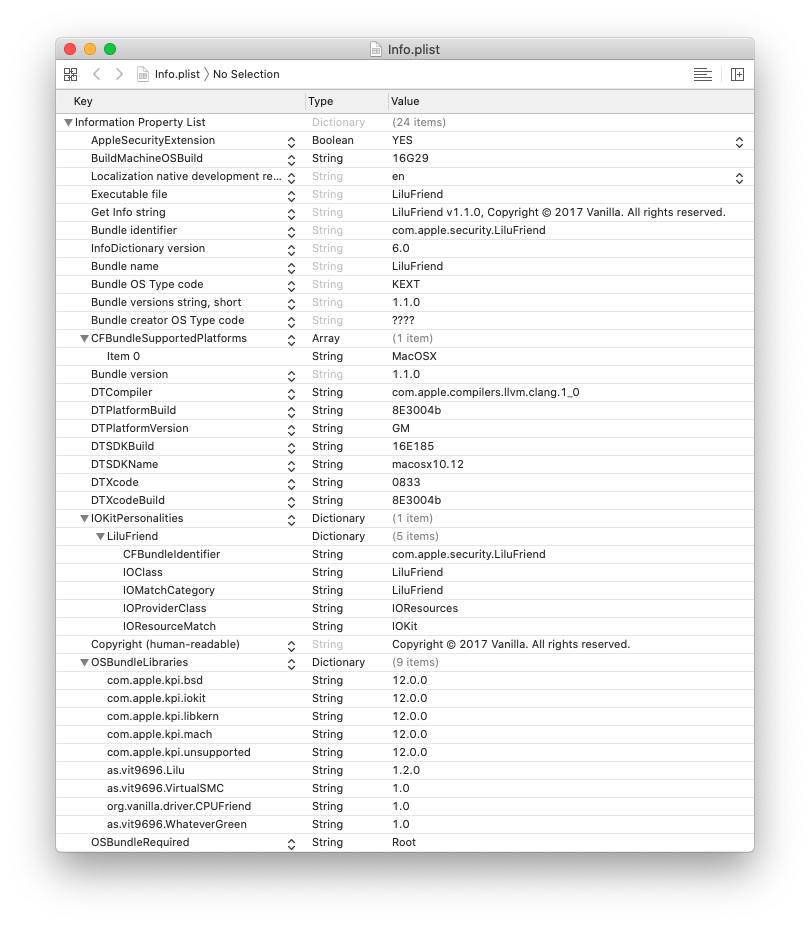 Info.plist
Info.plist No Selection
Key Type Value
Information Property List Dictionary (24 items)
AppleSecurityExtension Boolean YES
BuildMachineOSBuild String 16G29
Localization native development re... String en
Executable file String LiluFriend
Get Info string String LiluFriend v1.1.0, Copyright © 2017 Vanilla. All rights reserved.
Bundle identifier String com.apple.security.LiluFriend
InfoDictionary version String 6.0
Bundle name String LiluFriend
Bundle OS Type code String KEXT
Bundle versions string, short String 1.1.0
Bundle creator OS Type code String ????
CFBundleSupportedPlatforms Array (1 item)
Item 0 String MacOSX
Bundle version String 1.1.0
DTCompiler String com.apple.compilers.llvm.clang.1_0
DTPlatformBuild String 8E3004b
DTPlatformVersion String GM
DTSDKBuild String 16E185
DTSDKName String macosx10.12
DTXcode String 0833
DTXcodeBuild String 8E3004b
IOKitPersonalities Dictionary (1 item)
LiluFriend Dictionary (5 items)
CFBundleIdentifier String com.apple.security.LiluFriend
IOClass String LiluFriend
IOMatchCategory String LiluFriend
IOProviderClass String IOResources
IOResourceMatch String IOKit
Copyright (human-readable) String Copyright © 2017 Vanilla. All rights reserved.
OSBundleLibraries Dictionary (9 items)
com.apple.kpi.bsd String 12.0.0
com.apple.kpi.iokit String 12.0.0
com.apple.kpi.libkern String 12.0.0
com.apple.kpi.mach String 12.0.0
com.apple.kpi.unsupported String 12.0.0
as.vit9696.Lilu String 1.2.0
as.vit9696.VirtualSMC String 1.0
org.vanilla.driver.CPUFriend String 1.0
as.vit9696.WhateverGreen String 1.0
OSBundleRequired String Root